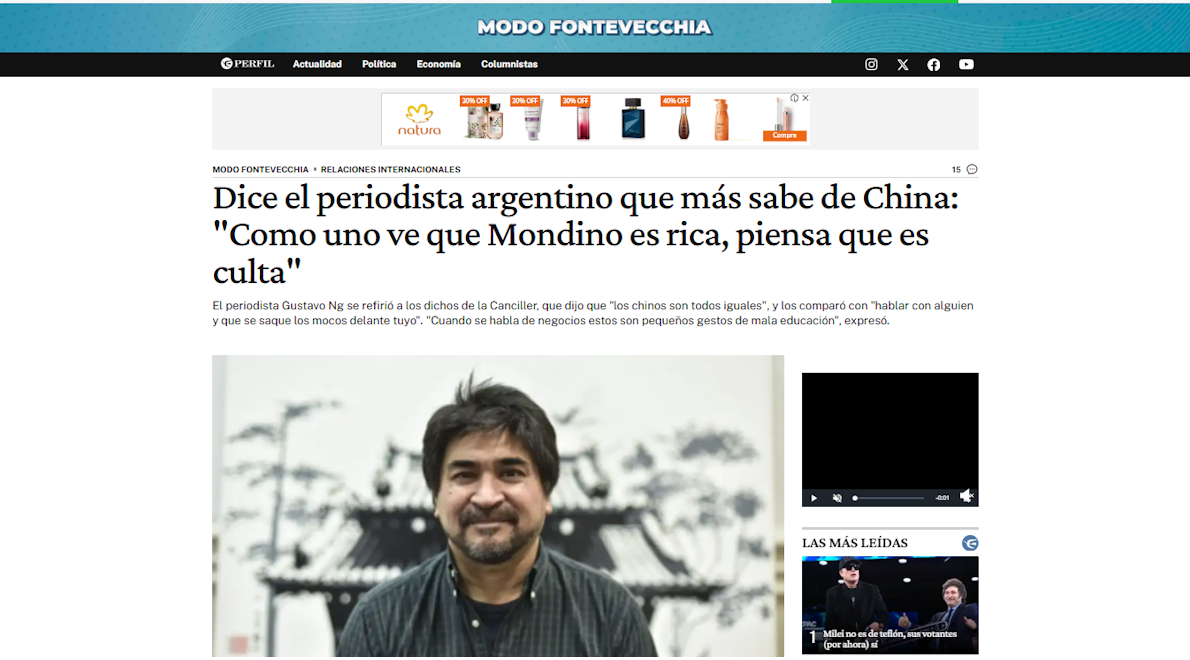 MODO FONTEVECCHIA
PERFIL Actualidad Política Economía Columnistas
natura
30% OFF 30% OFF 30% OFF 40% OFF
Compra
MODO FONTEVECCHIA • RELACIONES INTERNACIONALES
15
Dice el periodista argentino que más sabe de China:
"Como uno ve que Mondino es rica, piensa que es
culta"
El periodista Gustavo Ng se refirió a los dichos de la Canciller, que dijo que "los chinos son todos iguales", y los comparó con "hablar con alguien
y que se saque los mocos delante tuyo". "Cuando se habla de negocios estos son pequeños gestos de mala educación", expresó.
-0:01
LAS MÁS LEÍDAS
1 Milei no es de teflón, sus votantes
(por ahora) sí